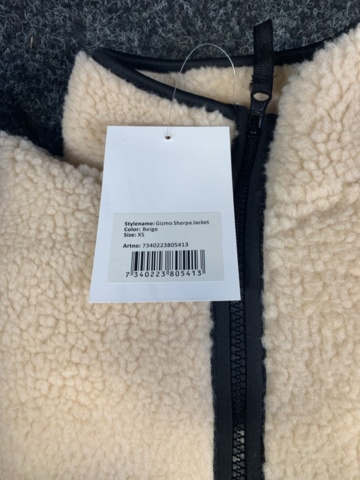 Stylename: Gizmo Sherpa Jacket
Color: Beige
Size: XS
Artno: 7340223805413
7 340223 805413